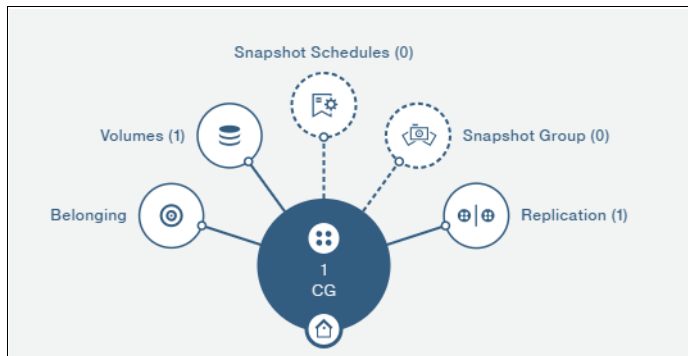 Snapshot Schedules (0)
Volumes (1)
Snapshot Group (0)
Belonging
Replication (1)
1
CG